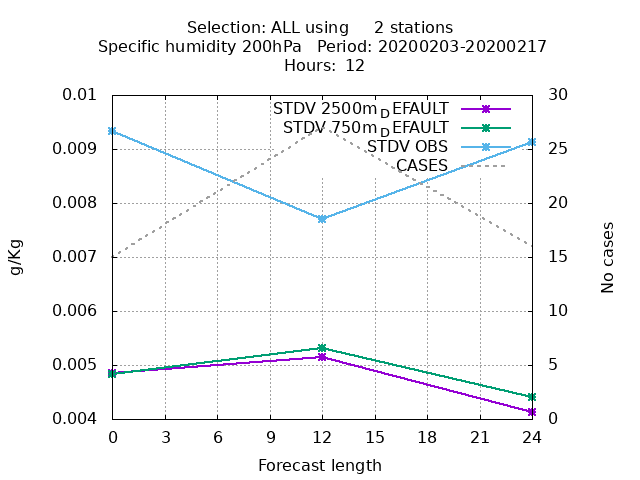 Selection: ALL using     2 stations
Specific humidity 200hPa   Period: 20200203-20200217
Hours: 12
0.01
0.009
0.008
0.007
0.006
0.005
0.004
g/Kg
STDV 2500m_DEFAULT
STDV 750m_DEFAULT
STDV OBS
CASES
30
25
20
15
10
5
0
No cases
0 3 6 9 12 15 18 21 24
Forecast length